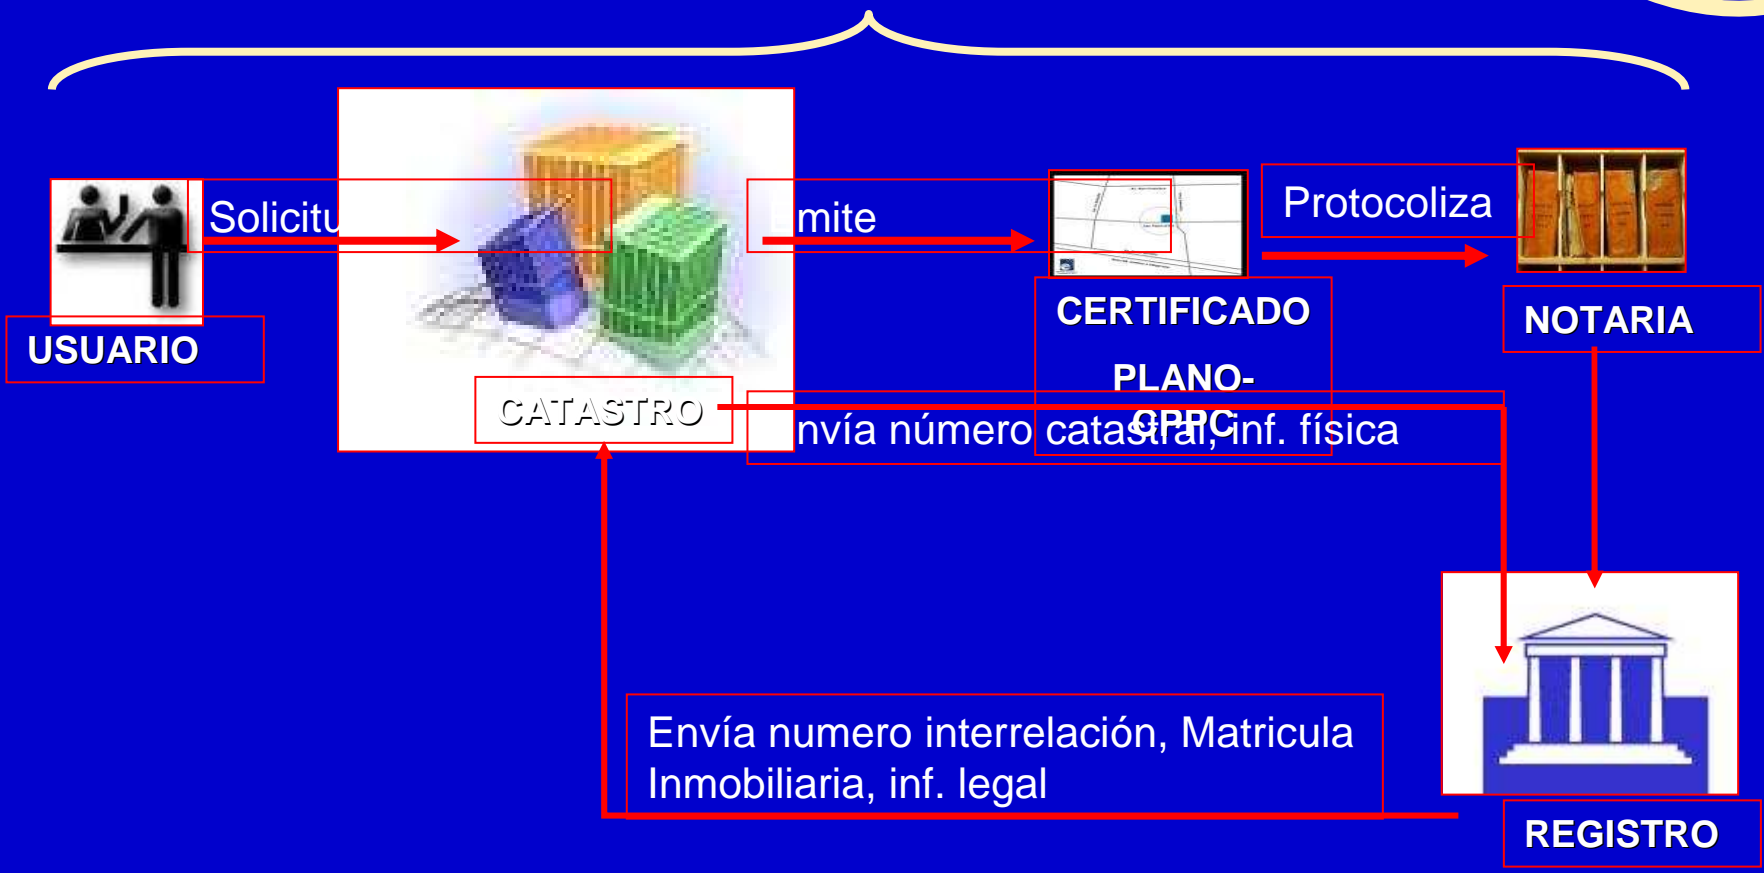 Solicitu
mite
Protocoliza
USUARIO
CERTIFICADO
PLANO-
CPPC
NOTARIA
CATASTRO
nvía número catastral, inf. física
Envía numero interrelación, Matricula
Inmobiliaria, inf. legal
REGISTRO